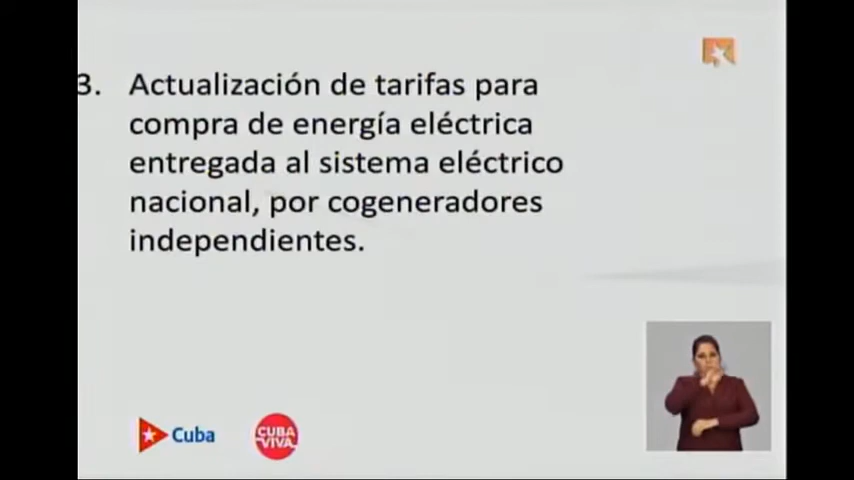 3. Actualización de tarifas para
compra de energía eléctrica
entregada al sistema eléctrico
nacional, por cogeneradores
independientes.
Cuba
CUBA
VIVA